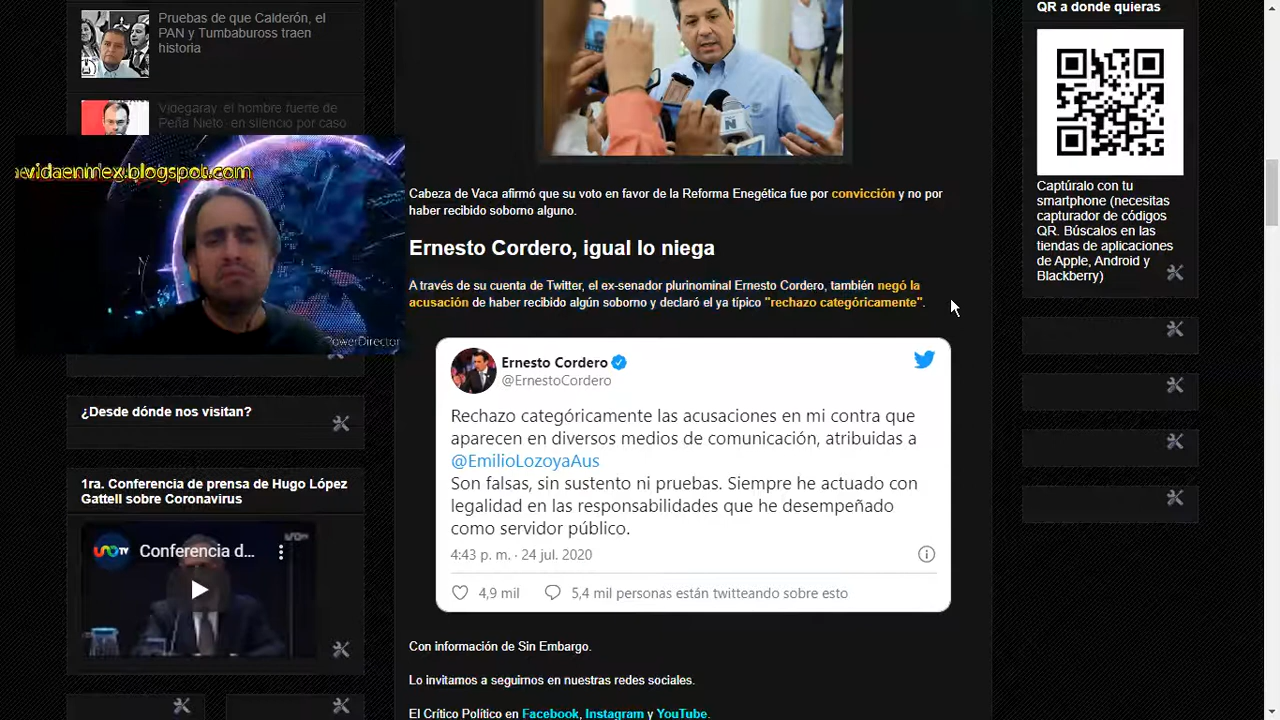 Pruebas de que Calderón, el
PAN y Tumbaburoos traen
historia
Videgaray, el hombre fuerte de
Peña Nieto, en silencio por caso
vidaenmex.blogspot.com
PowerDirector
¿Desde dónde nos visitan?
1ra. Conferencia de prensa de Hugo López
Gattell sobre Coronavirus
UNO TV
Conferencia d...
Cabeza de Vaca afirmó que su voto en favor de la Reforma Enegética fue por convicción y no por
haber recibido soborno alguno.
Ernesto Cordero, igual lo niega
A través de su cuenta de Twitter, el ex-senador plurinominal Ernesto Cordero, también negó la
acusación de haber recibido algún soborno y declaró el ya típico "rechazo categóricamente".
Ernesto Cordero
@ErnestoCordero
Rechazo categóricamente las acusaciones en mi contra que
aparecen en diversos medios de comunicación, atribuidas a
@EmilioLozoyaAus
Son falsas, sin sustento ni pruebas. Siempre he actuado con
legalidad en las responsabilidades que he desempeñado
como servidor público.
4:43 p. m. · 24 jul. 2020
4,9 mil
5,4 mil personas están twitteando sobre esto
Con información de Sin Embargo.
Lo invitamos a seguirnos en nuestras redes sociales.
El Crítico Político en Facebook, Instagram y YouTube.
QR a donde quieras
Captúralo con tu
smartphone (necesitas
capturador de códigos
QR. Búscalos en las
tiendas de aplicaciones
de Apple, Android y
Blackberry)